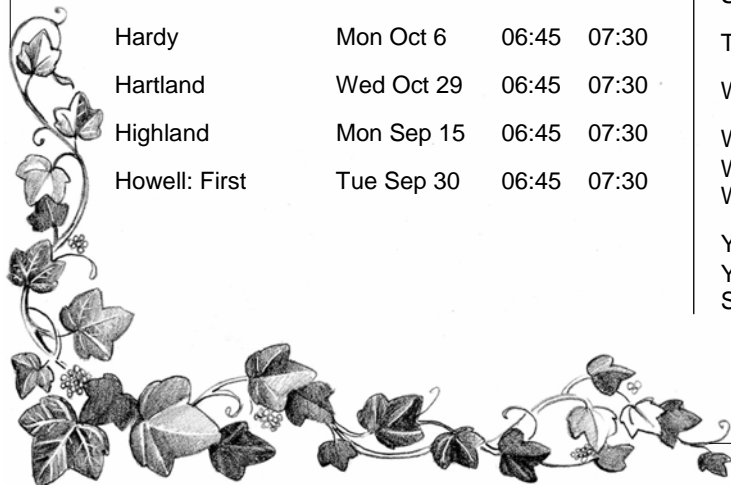 Hardy Mon Oct 6 06:45 07:30
Hartland Wed Oct 29 06:45 07:30
Highland Mon Sep 15 06:45 07:30
Howell: First Tue Sep 30 06:45 07:30